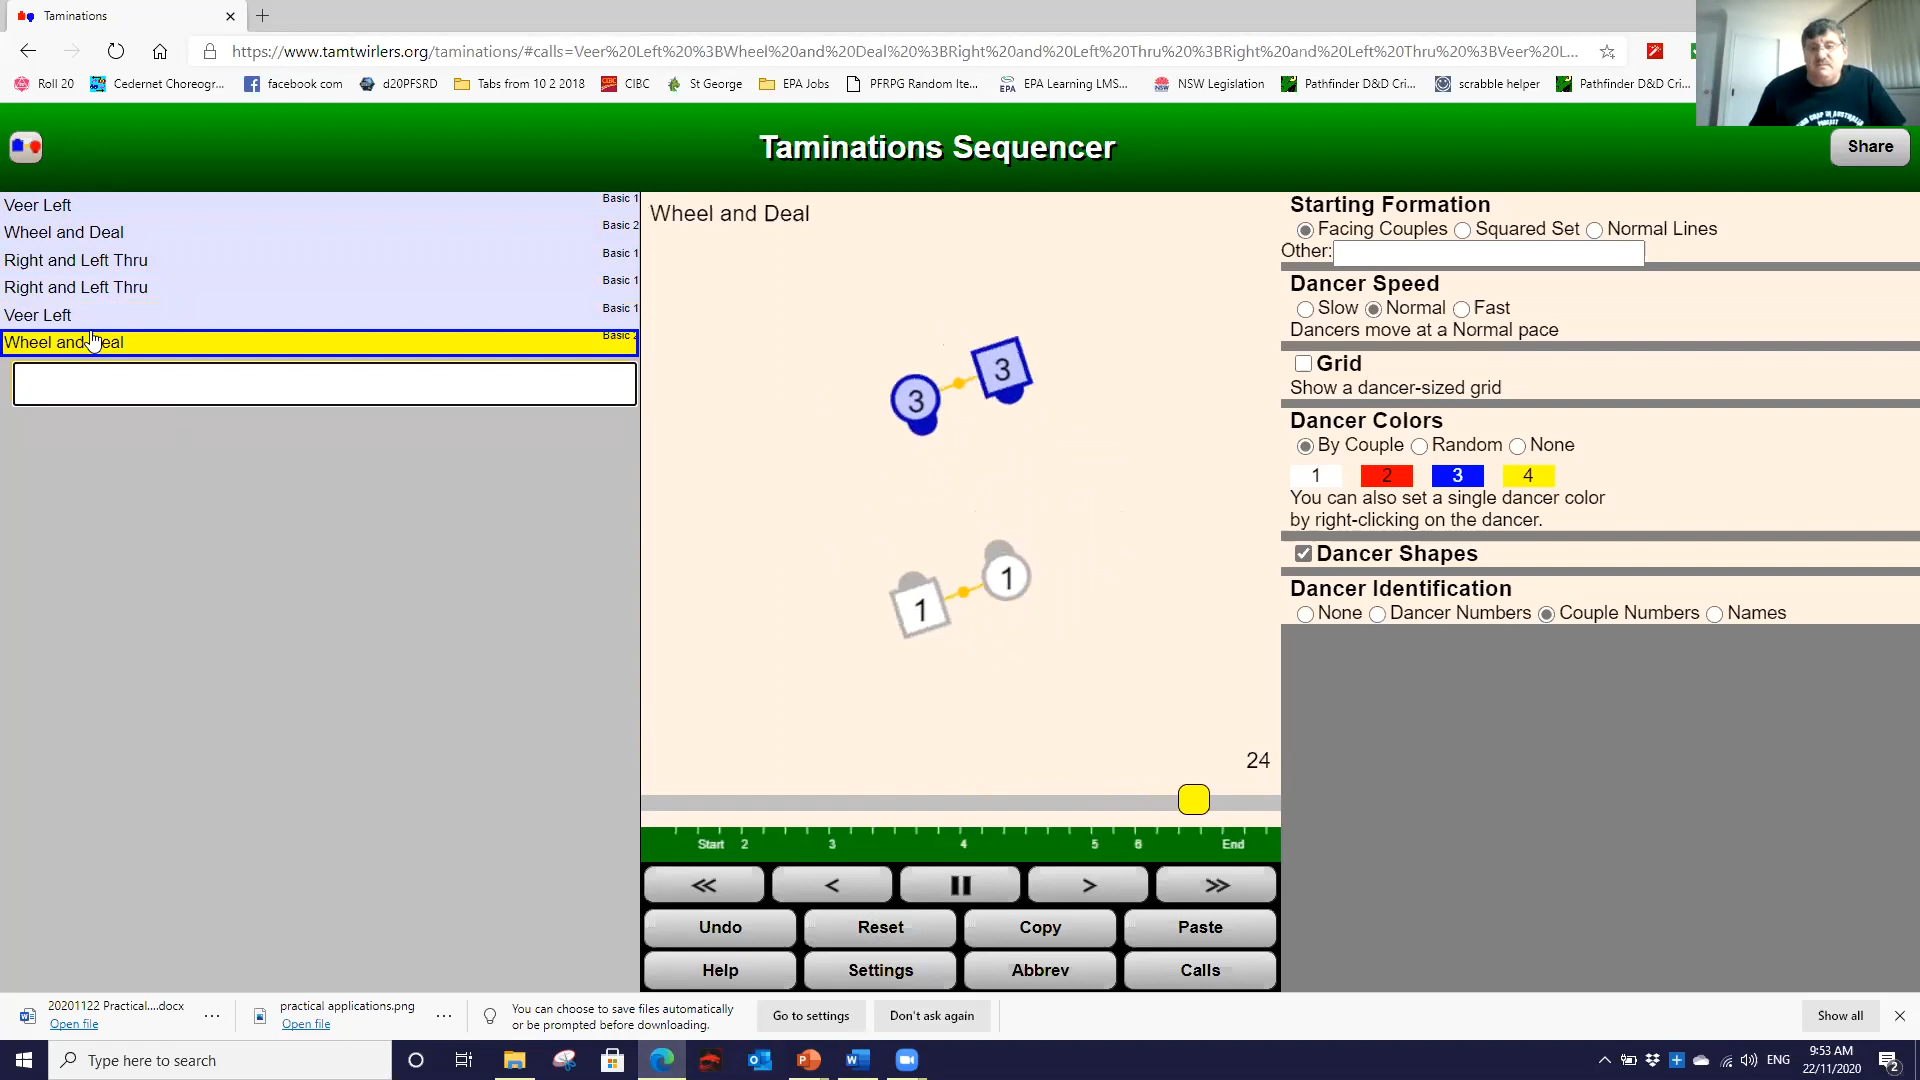 Taminations
https://www.tamtwirlers.org/taminations/#calls=Veer%20Left%20%3BWheel%20and%20Deal%20%3BRight%20and%20Left%20Thru%20%3BRight%20and%20Left%20Thru%20%3BVeer%20L...
Roll 20 Cedernet Choreogr... facebook.com d20PFSRD Tabs from 10 2 2018 CIBC St George EPA Jobs PFRPG Random Ite... EPA Learning LMS... NSW Legislation Pathfinder D&D Cri... scrabble helper Pathfinder D&D Cri...
Taminations Sequencer
Share
Veer Left Basic 1
Wheel and Deal Basic 2
Right and Left Thru Basic 1
Right and Left Thru Basic 1
Veer Left Basic 1
Wheel and Deal Basic 2
Wheel and Deal
3 3
1 1
24
Start 2 3 4 5 6 End
<< < > >>
Undo Reset Copy Paste
Help Settings Abbrev Calls
Starting Formation
Facing Couples Squared Set Normal Lines
Other:
Dancer Speed
Slow Normal Fast
Dancers move at a Normal pace
Grid
Show a dancer-sized grid
Dancer Colors
By Couple Random None
1 2 3 4
You can also set a single dancer color
by right-clicking on the dancer.
Dancer Shapes
Dancer Identification
None Dancer Numbers Couple Numbers Names
20201122 Practical....docx
Open file
practical applications.png
Open file
You can choose to save files automatically
or be prompted before downloading.
Go to settings
Don't ask again
Show all
Type here to search
ENG
9:53 AM
22/11/2020
2